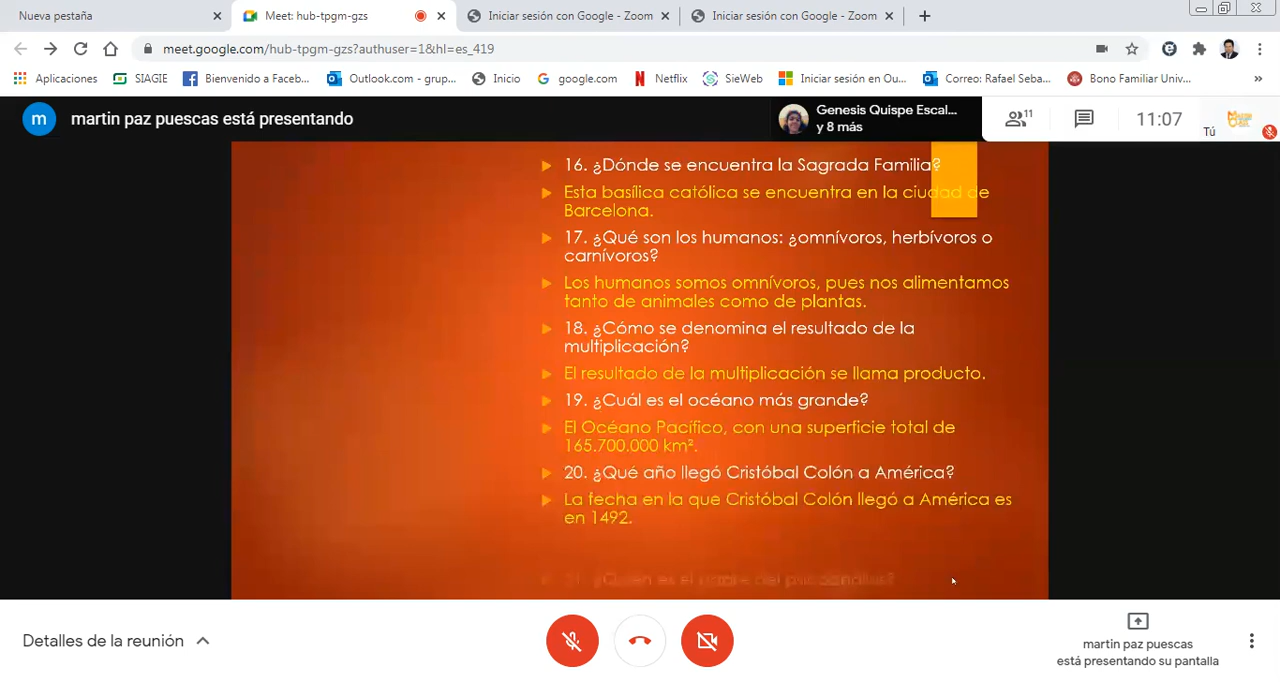 Nueva pestaña
Meet: hub-tpgm-gzs
Iniciar sesión con Google - Zoom
Iniciar sesión con Google - Zoom
meet.google.com/hub-tpgm-gzs?authuser=1&hl=es_419
Aplicaciones
SIAGIE
Bienvenido a Faceb...
Outlook.com - grup...
Inicio
google.com
Netflix
SieWeb
Iniciar sesión en Ou...
Correo: Rafael Seba...
Bono Familiar Univ...
»
m
martin paz puescas está presentando
Genesis Quispe Escal...
y 8 más
11
11:07
Tú
16. ¿Dónde se encuentra la Sagrada Familia?
Esta basílica católica se encuentra en la ciudad de
Barcelona.
17. ¿Qué son los humanos: ¿omnívoros, herbívoros o
carnívoros?
Los humanos somos omnívoros, pues nos alimentamos
tanto de animales como de plantas.
18. ¿Cómo se denomina el resultado de la
multiplicación?
El resultado de la multiplicación se llama producto.
19. ¿Cuál es el océano más grande?
El Océano Pacífico, con una superficie total de
165.700.000 km².
20. ¿Qué año llegó Cristóbal Colón a América?
La fecha en la que Cristóbal Colón llegó a América es
en 1492.
21. ¿Quién es el padre del psicoanálisis?
Detalles de la reunión
martin paz puescas
está presentando su pantalla